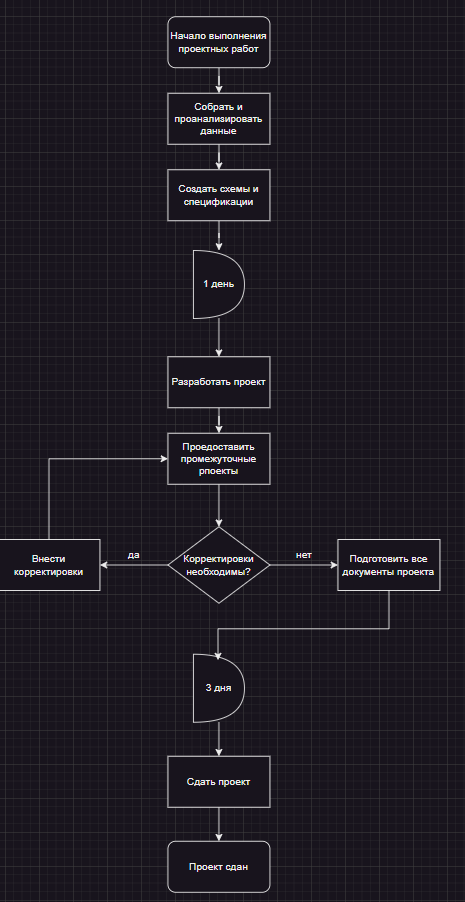 Начало выполнения
проектных работ
Собрать и
проанализировать
данные
Создать схемы и
спецификации
1 день
Разработать проект
Проедоставить
промежуточные
рпоекты
Корректировки
необходимы?
да
нет
Внести
корректировки
Подготовить все
документы проекта
3 дня
Сдать проект
Проект сдан